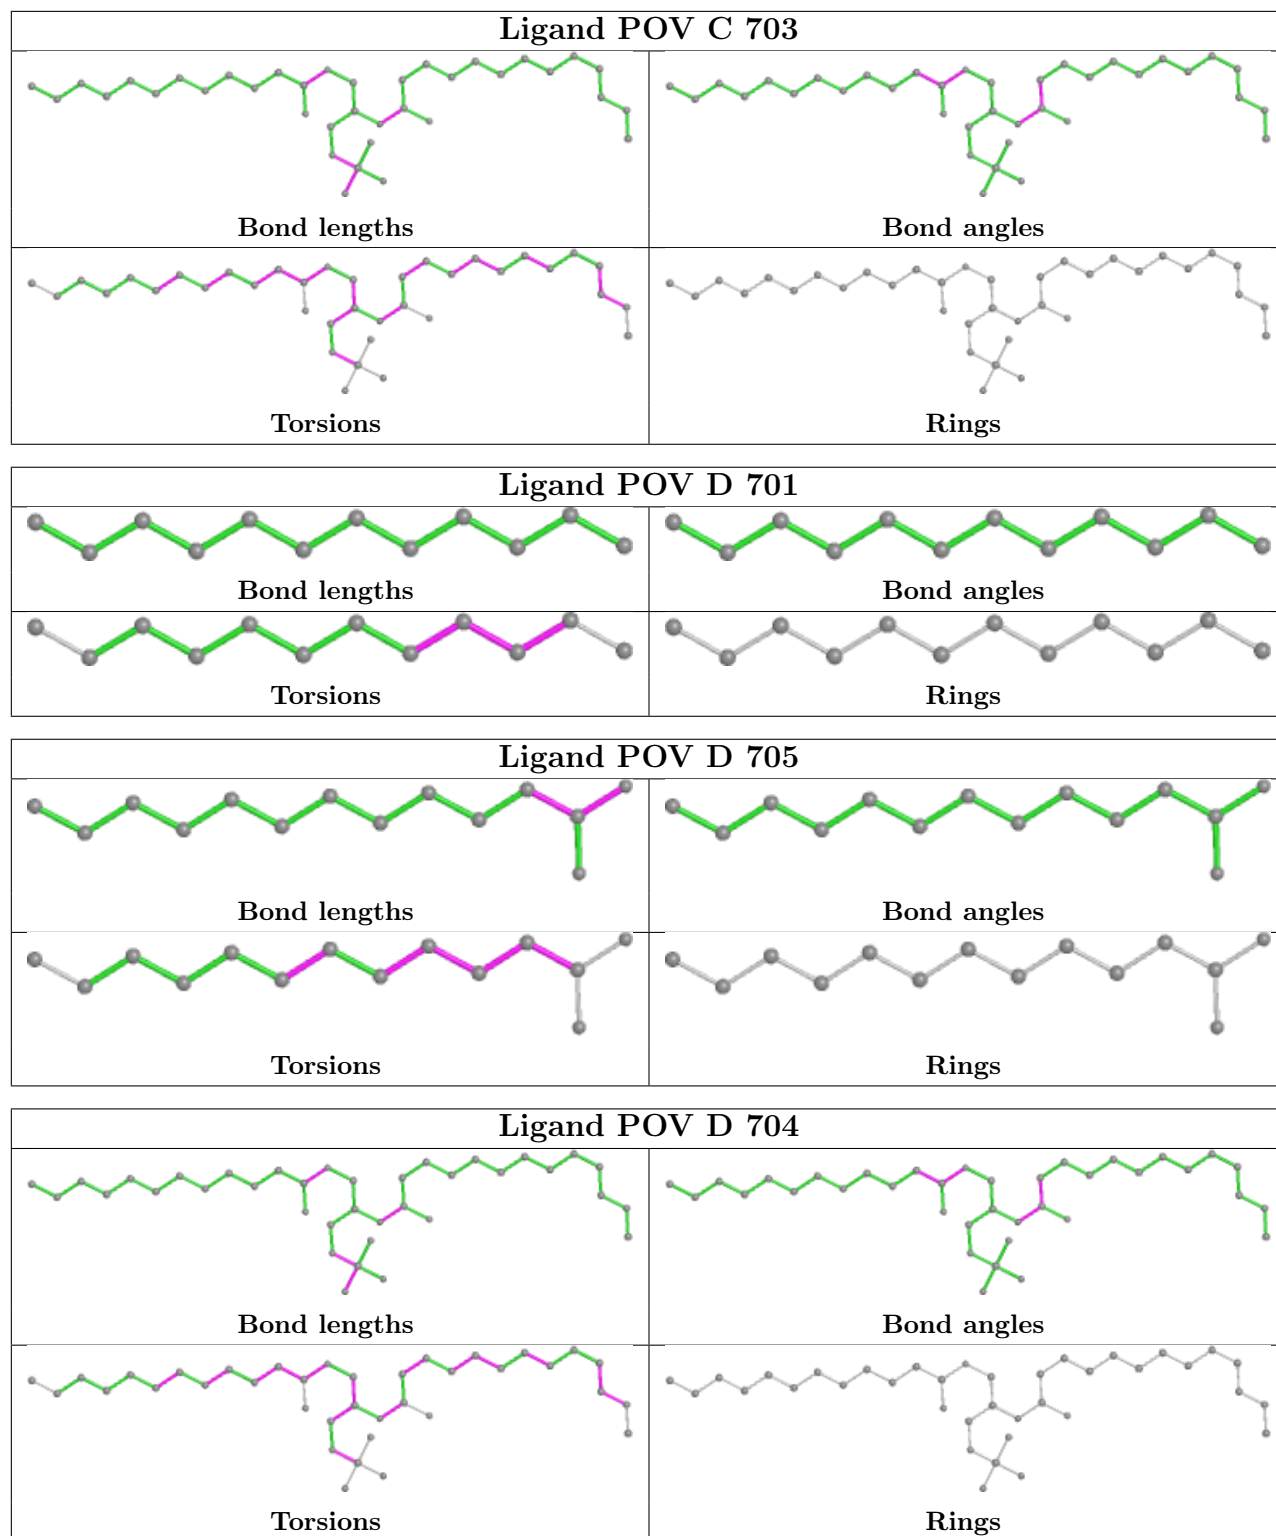 Ligand POV C 703
Bond lengths
Bond angles
Torsions
Rings
Ligand POV D 701
Bond lengths
Bond angles
Torsions
Rings
Ligand POV D 705
Bond lengths
Bond angles
Torsions
Rings
Ligand POV D 704
Bond lengths
Bond angles
Torsions
Rings